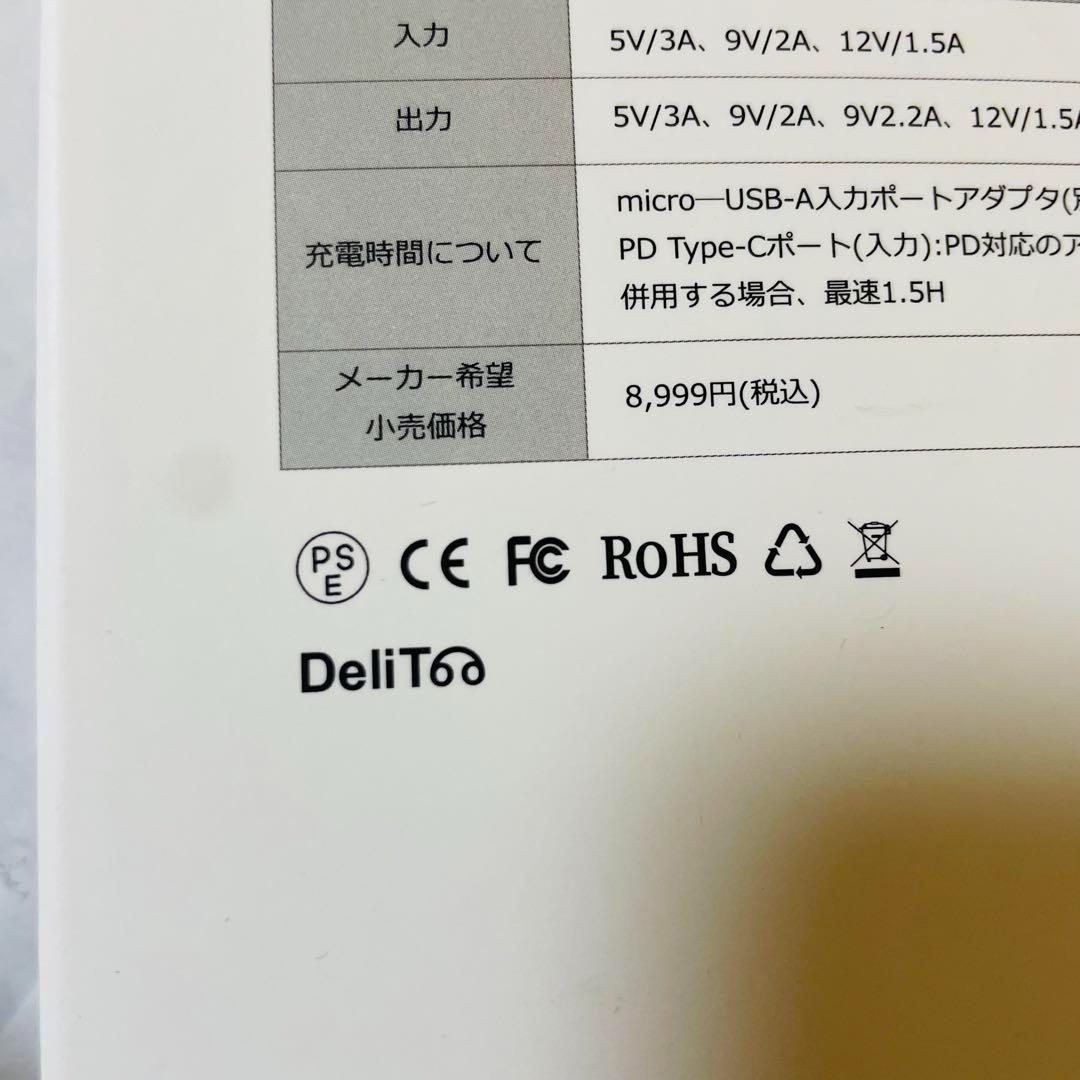 入力
5V/3A、9V/2A、12V/1.5A
出力
5V/3A、9V/2A、9V2.2A、12V/1.5A
充電時間について
micro—USB-A入力ポートアダプタ(別
PD Type-Cポート(入力):PD対応のア
併用する場合、最速1.5H
メーカー希望
小売価格
8,999円(税込)
PSE CE FC RoHS
DeliToo